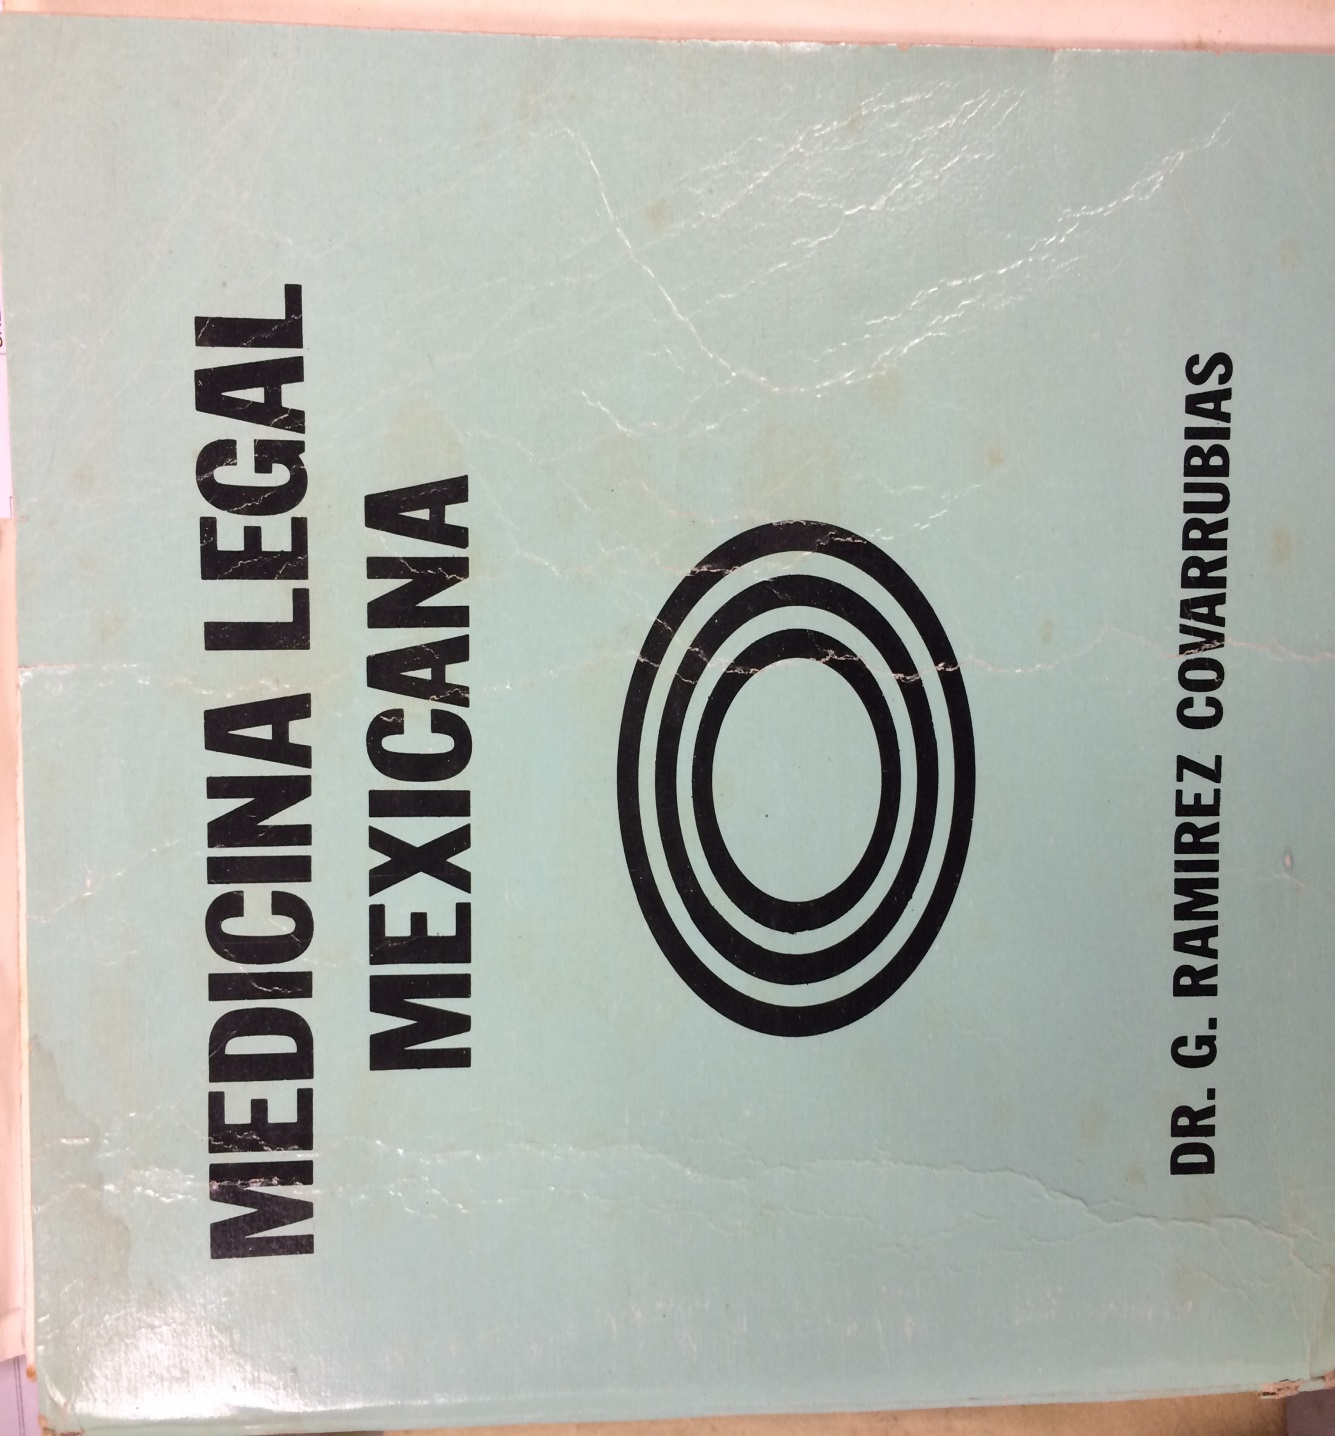 MEDICINA LEGAL
MEXICANA
DR. G. RAMIREZ COVARRUBIAS